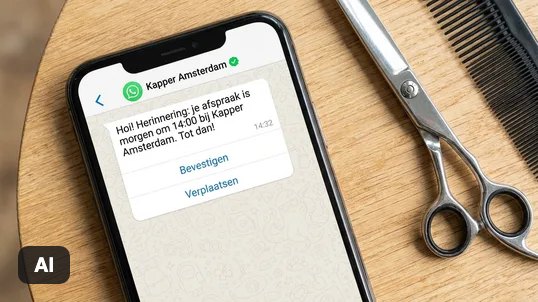 Kapper Amsterdam
Hoi! Herinnering: je afspraak is
morgen om 14:00 bij Kapper
Amsterdam. Tot dan!
14:32
Bevestigen
Verplaatsen
AI